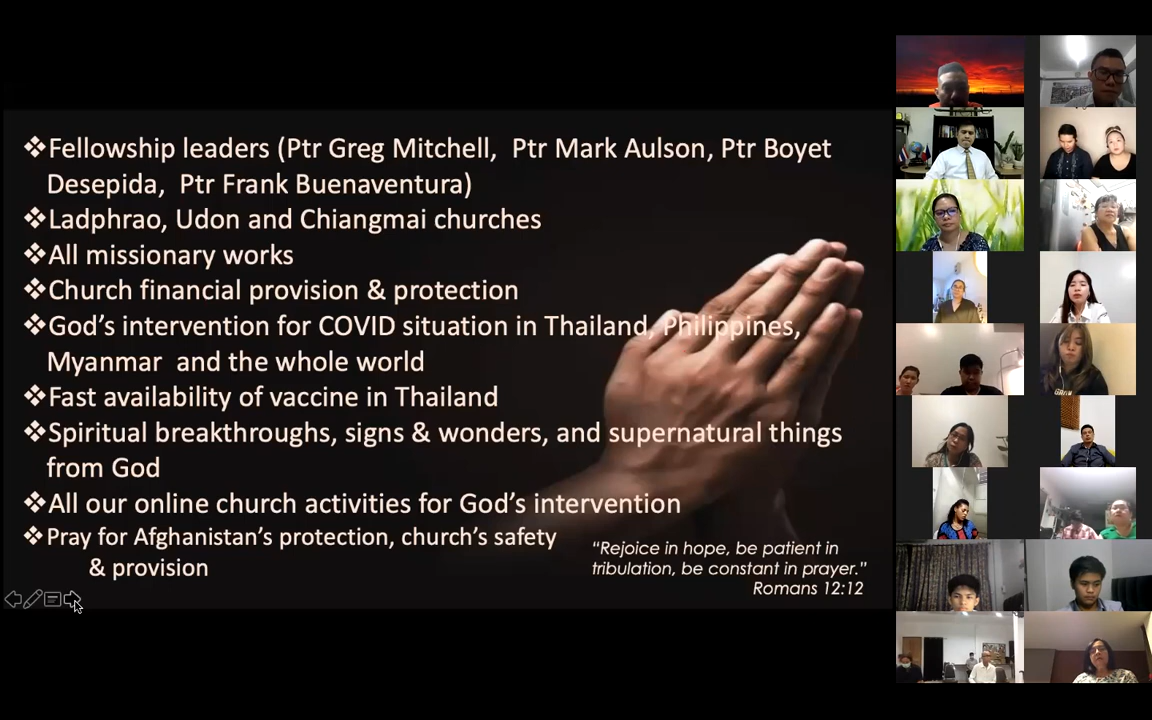 ❖Fellowship leaders (Ptr Greg Mitchell,  Ptr Mark Aulson, Ptr Boyet
Desepida,  Ptr Frank Buenaventura)
❖Ladphrao, Udon and Chiangmai churches
❖All missionary works
❖Church financial provision & protection
❖God’s intervention for COVID situation in Thailand, Philippines,
Myanmar  and the whole world
❖Fast availability of vaccine in Thailand
❖Spiritual breakthroughs, signs & wonders, and supernatural things
from God
❖All our online church activities for God’s intervention
❖Pray for Afghanistan’s protection, church’s safety
& provision
“Rejoice in hope, be patient in
tribulation, be constant in prayer.”
Romans 12:12